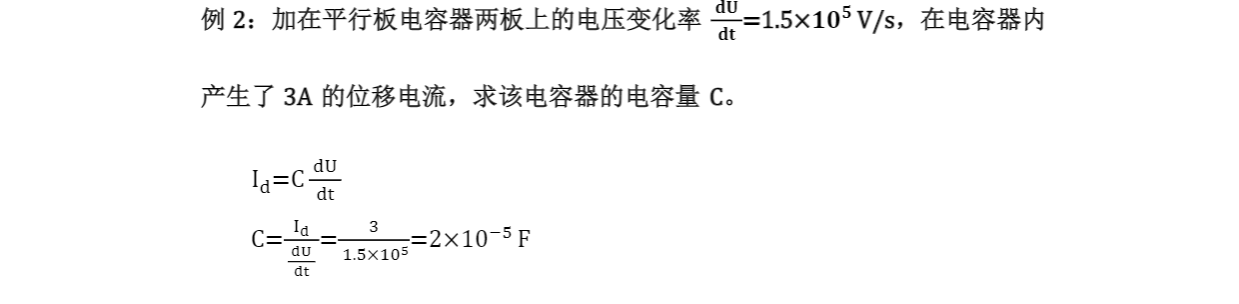 例 2：加在平行板电容器两板上的电压变化率 dU/dt=1.5×10⁵ V/s，在电容器内
产生了 3A 的位移电流，求该电容器的电容量 C。
I_d=C dU/dt
C=I_d/(dU/dt)=3/(1.5×10⁵)=2×10⁻⁵ F